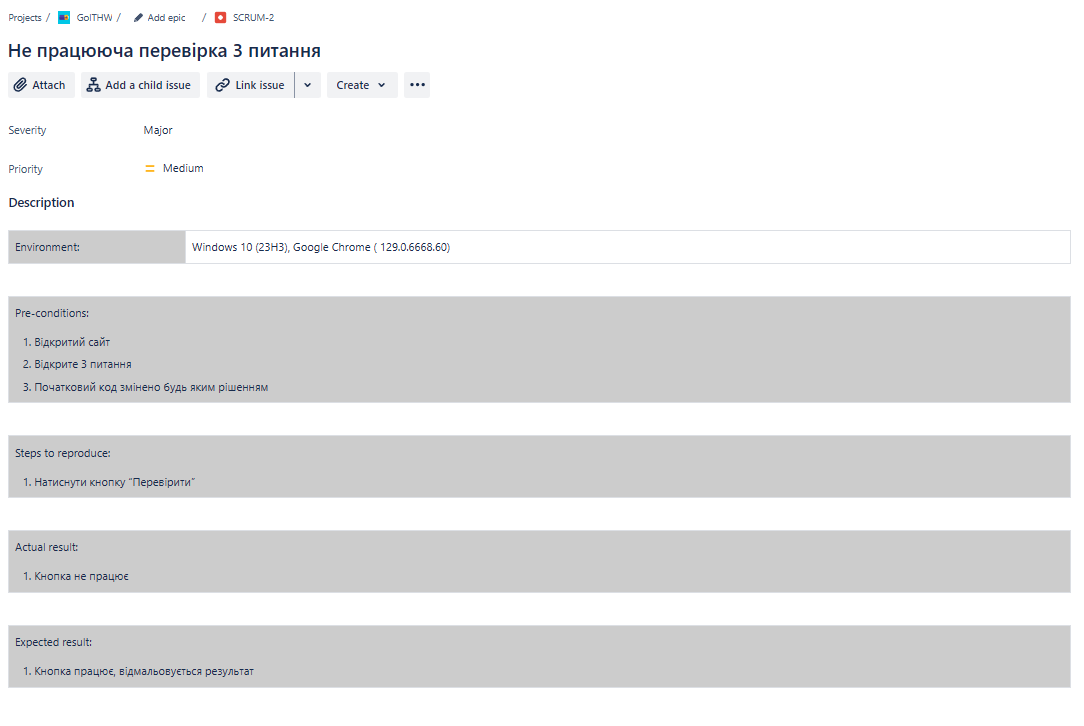 Projects / GoITHW / Add epic / SCRUM-2
Не працююча перевірка 3 питання
Attach Add a child issue Link issue Create
Severity Major
Priority Medium
Description
Environment: Windows 10 (23H3), Google Chrome ( 129.0.6668.60)
Pre-conditions:
1. Відкритий сайт
2. Відкрите 3 питання
3. Початковий код змінено будь яким рішенням
Steps to reproduce:
1. Натиснути кнопку “Перевірити”
Actual result:
1. Кнопка не працює
Expected result:
1. Кнопка працює, відмальовується результат